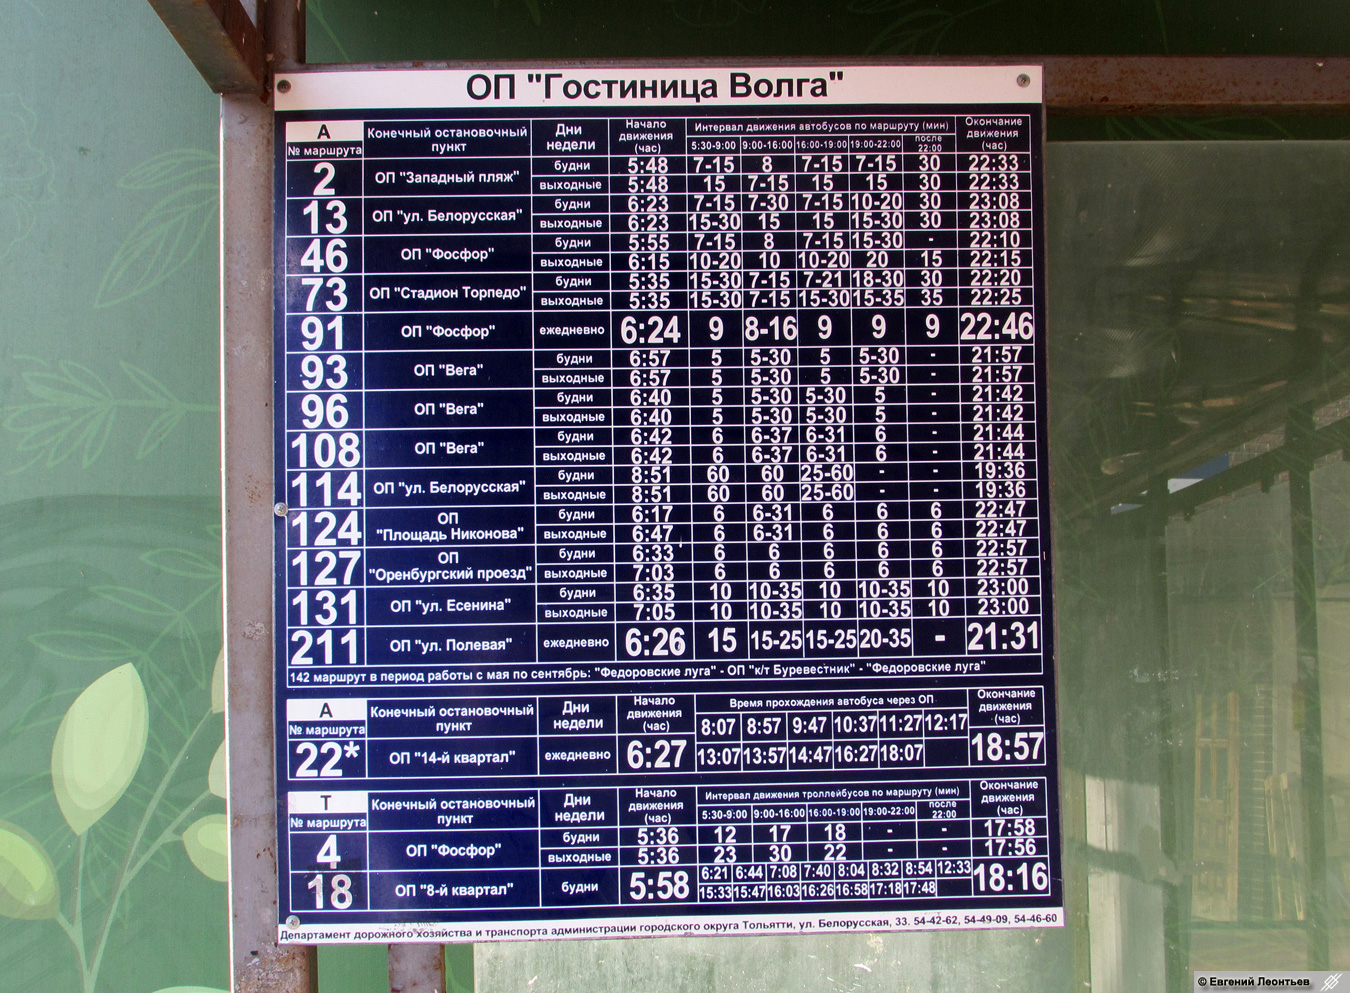 ОП "Гостиница Волга"
А № маршрута Конечный остановочный пункт Дни недели Начало движения (час) Интервал движения автобусов по маршруту (мин) Окончание движения (час)
5:30-9:00 9:00-16:00 16:00-19:00 19:00-22:00 после 22:00
2 ОП "Западный пляж" будни 5:48 7-15 8 7-15 7-15 30 22:33
выходные 5:48 15 7-15 15 15 30 22:33
13 ОП "ул. Белорусская" будни 6:23 7-15 7-30 7-15 10-20 30 23:08
выходные 6:23 15-30 15 15 15-30 30 23:08
46 ОП "Фосфор" будни 5:55 7-15 8 7-15 15-30 - 22:10
выходные 6:15 10-20 10 10-20 20 15 22:15
73 ОП "Стадион Торпедо" будни 5:35 15-30 7-15 7-21 18-30 30 22:20
выходные 5:35 15-30 7-15 15-30 15-35 35 22:25
91 ОП "Фосфор" ежедневно 6:24 9 8-16 9 9 9 22:46
93 ОП "Вега" будни 6:57 5 5-30 5 5-30 - 21:57
выходные 6:57 5 5-30 5 5-30 - 21:57
96 ОП "Вега" будни 6:40 5 5-30 5-30 5 - 21:42
выходные 6:40 5 5-30 5-30 5 - 21:42
108 ОП "Вега" будни 6:42 6 6-37 6-31 6 - 21:44
выходные 6:42 6 6-37 6-31 6 - 21:44
114 ОП "ул. Белорусская" будни 8:51 60 60 25-60 - - 19:36
выходные 8:51 60 60 25-60 - - 19:36
124 ОП "Площадь Никонова" будни 6:17 6 6-31 6 6 6 22:47
выходные 6:47 6 6-31 6 6 6 22:47
127 ОП "Оренбургский проезд" будни 6:33 6 6 6 6 6 22:57
выходные 7:03 6 6 6 6 6 22:57
131 ОП "ул. Есенина" будни 6:35 10 10-35 10 10-35 10 23:00
выходные 7:05 10 10-35 10 10-35 10 23:00
211 ОП "ул. Полевая" ежедневно 6:26 15 15-25 15-25 20-35 - 21:31
142 маршрут в период работы с мая по сентябрь: "Федоровские луга" - ОП "к/т Буревестник" - "Федоровские луга"
А № маршрута Конечный остановочный пункт Дни недели Начало движения (час) Время прохождения автобуса через ОП Окончание движения (час)
8:07 8:57 9:47 10:37 11:27 12:17
22* ОП "14-й квартал" ежедневно 6:27 13:07 13:57 14:47 16:27 18:07 18:57
Т № маршрута Конечный остановочный пункт Дни недели Начало движения (час) Интервал движения троллейбусов по маршруту (мин) Окончание движения (час)
5:30-9:00 9:00-16:00 16:00-19:00 19:00-22:00 после 22:00
4 ОП "Фосфор" будни 5:36 12 17 18 - - 17:58
выходные 5:36 23 30 22 - - 17:56
18 ОП "8-й квартал" будни 5:58 6:21 6:44 7:08 7:40 8:04 8:32 8:54 12:33 18:16
15:33 15:47 16:03 16:26 16:58 17:18 17:48
Департамент дорожного хозяйства и транспорта администрации городского округа Тольятти, ул. Белорусская, 33. 54-42-62, 54-49-09, 54-46-60
© Евгений Леонтьев